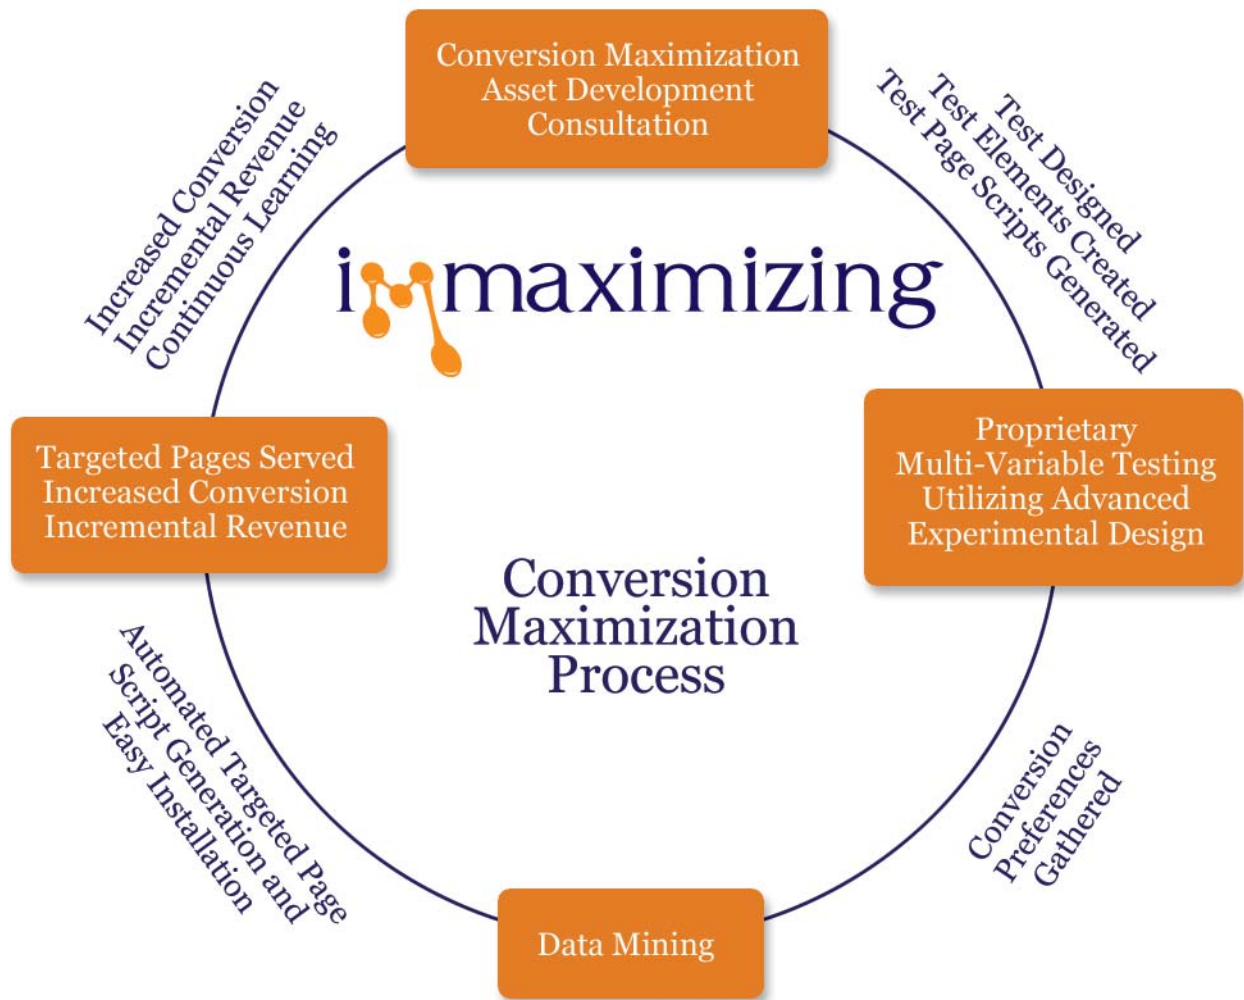 Conversion Maximization
Asset Development
Consultation
Test Designed
Test Elements Created
Test Page Scripts Generated
Increased Conversion
Incremental Revenue
Continuous Learning
immaximizing
Proprietary
Multi-Variable Testing
Utilizing Advanced
Experimental Design
Targeted Pages Served
Increased Conversion
Incremental Revenue
Conversion
Maximization
Process
Conversion
Preferences
Gathered
Automated Targeted Page
Script Generation and
Easy Installation
Data Mining